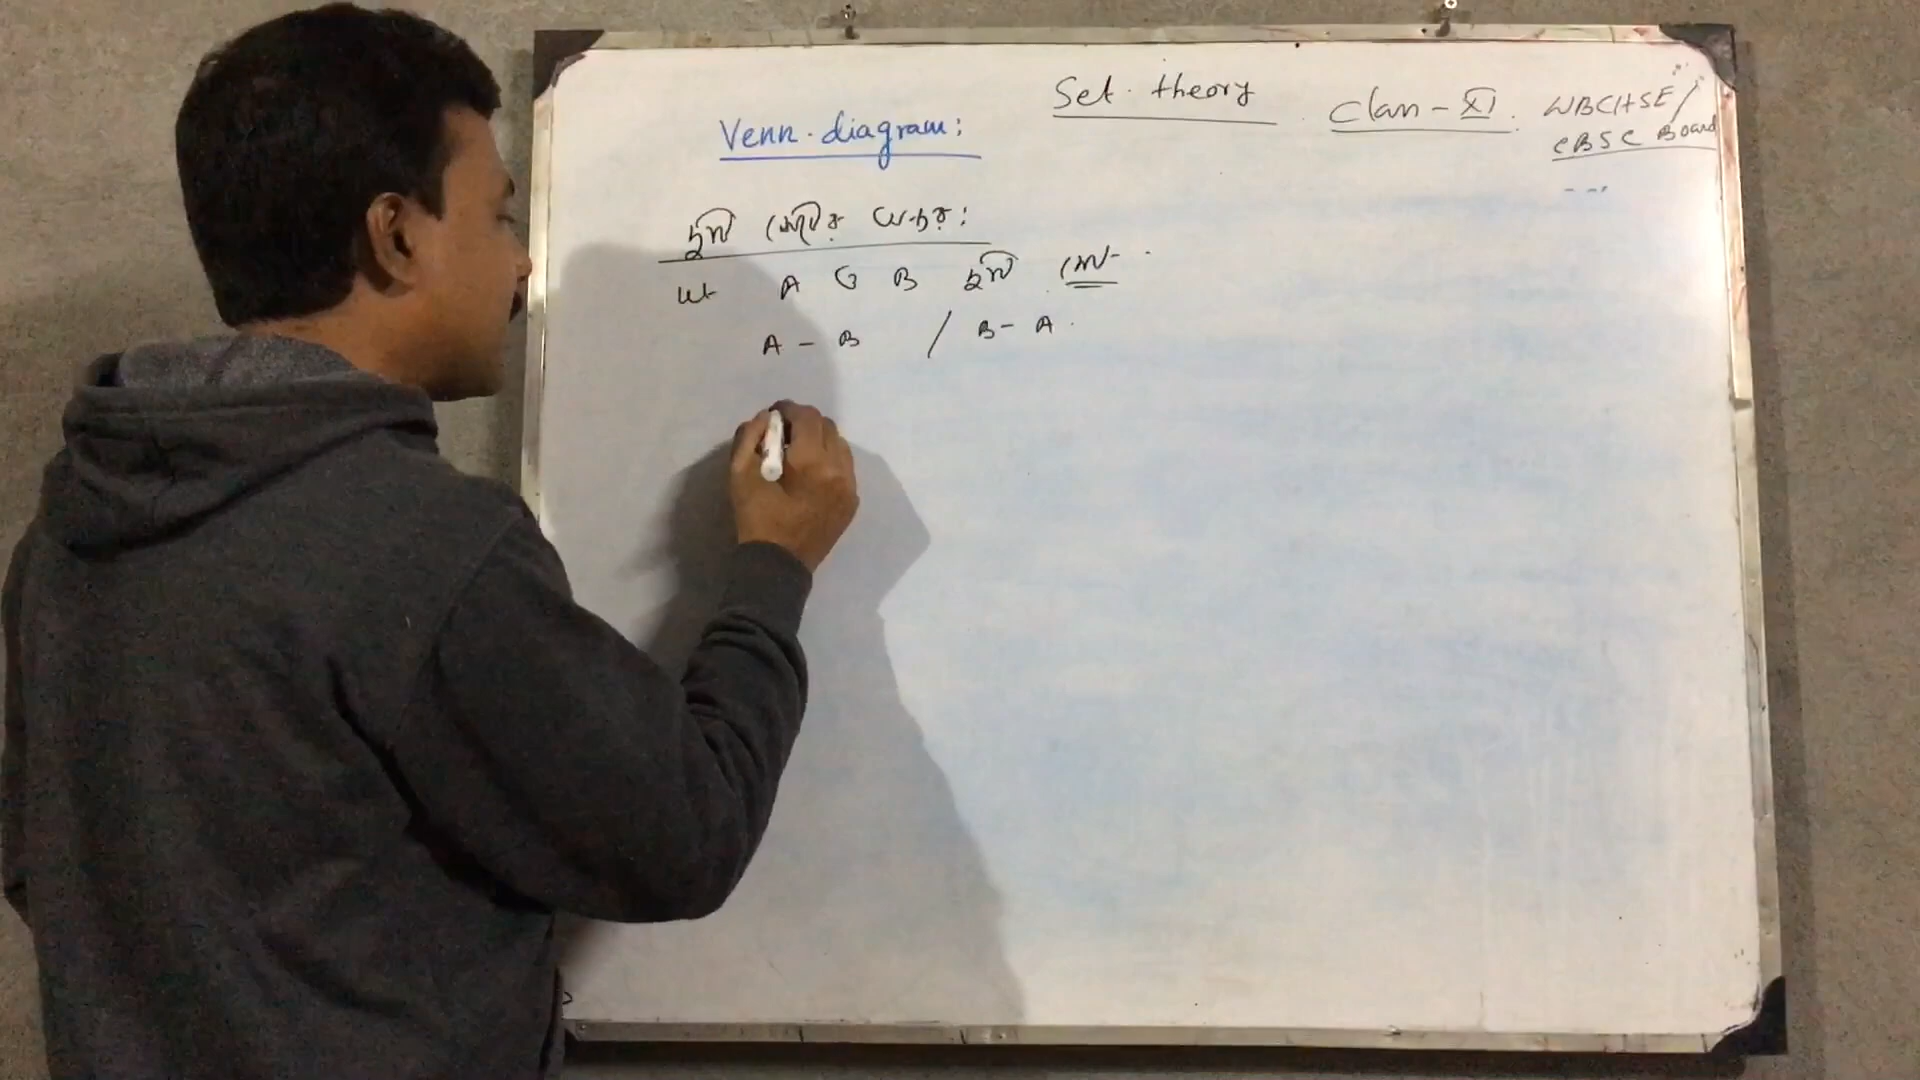 Set theory
Class - XI
WBCHSE /
CBSE Board
Venn diagram:
দুটি সেটের অন্তর:
Let A ও B দুটি সেট
A - B / B - A